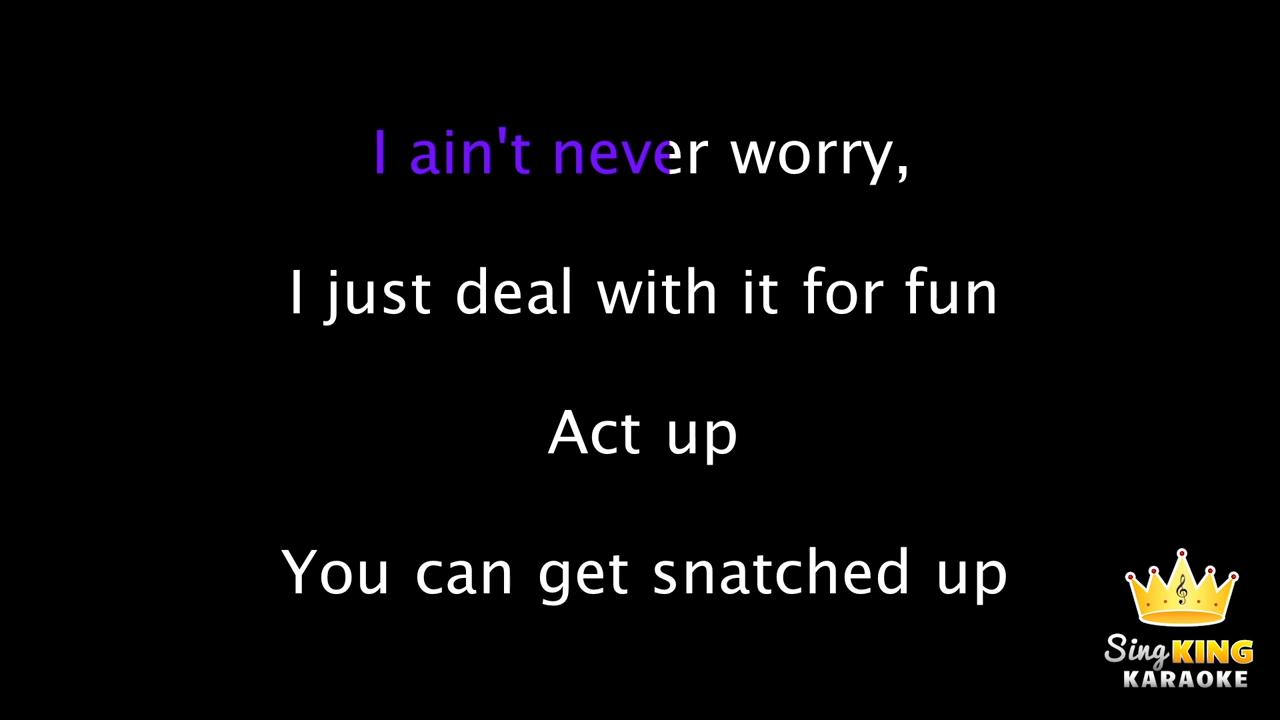 I ain't never worry,
I just deal with it for fun
Act up
You can get snatched up
Sing KING
KARAOKE